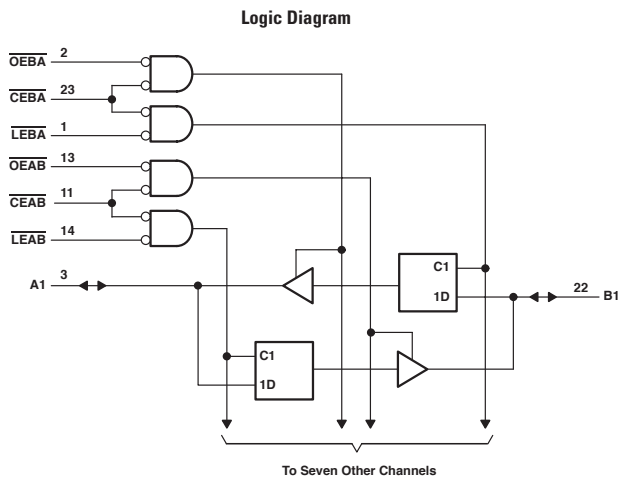 Logic Diagram
OEBA 2
CEBA 23
LEBA 1
OEAB 13
CEAB 11
LEAB 14
A1 3
C1
1D
22 B1
C1
1D
To Seven Other Channels